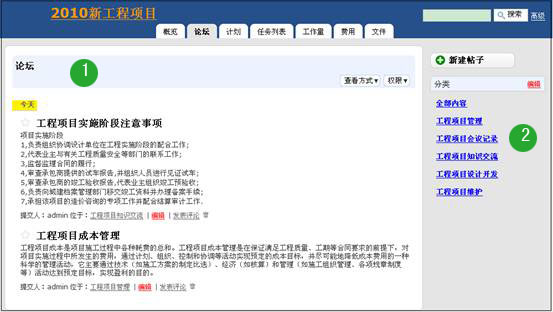 2010新工程项目
搜索
高级
概览
论坛
计划
任务列表
工作量
费用
文件
论坛
1
查看方式▾
权限▾
今天
工程项目实施阶段注意事项
项目实施阶段
1,负责组织协调设计单位在工程实施阶段的配合工作;
2,代表业主与有关工程质量安全等部门的联系工作;
3,监督监理合同的履行;
4,审查承包商提供的试车报告,并组织人员进行见证试车;
5,审查承包商的竣工验收报告,代表业主组织竣工预验收;
6,负责向城建档案管理部门移交竣工资料并办理备案手续;
7,承担该项目的造价咨询的专项工作并配合结算审计工作.
提交人: admin 位于: 工程项目知识交流 | 编辑 | 发表评论
工程项目成本管理
工程项目成本是项目施工过程中各种耗费的总和。工程项目成本管理是在保证满足工程质量、工期等合同要求的前提下，对
项目实施过程中所发生的费用，通过计划、组织、控制和协调等活动实现预定的成本目标，并尽可能地降低成本费用的一种
科学的管理活动，它主要通过技术（如施工方案的制定比选）、经济（如核算）和管理（如施工组织管理、各项规章制度
等）活动达到预定目标，实现盈利的目的。
提交人: admin 位于: 工程项目管理 | 编辑 | 发表评论
新建帖子
分类
编辑
全部内容
工程项目管理
工程项目会议记录
2
工程项目知识交流
工程项目设计开发
工程项目维护